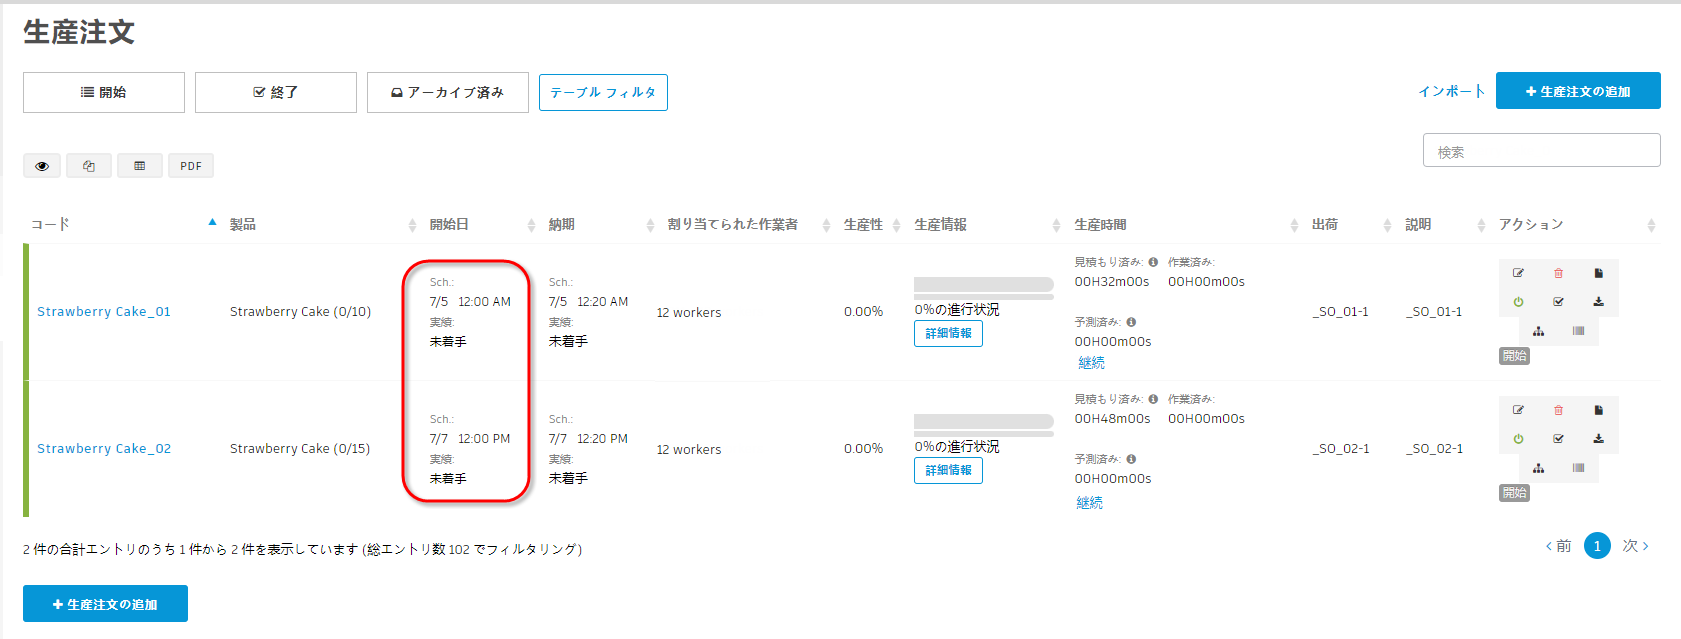 生産注文
開始
終了
アーカイブ済み
テーブル フィルタ
インポート
生産注文の追加
PDF
検索
コード 製品 開始日 納期 割り当てられた作業者 生産性 生産情報 生産時間 出荷 説明 アクション
Strawberry Cake_01
Strawberry Cake (0/10)
Sch.:
7/5 12:00 AM
実績:
未着手
Sch.:
7/5 12:20 AM
実績:
未着手
12 workers
0.00%
0%の進行状況
詳細情報
見積もり済み: 作業済み:
00H32m00s 00H00m00s
予測済み:
00H00m00s
継続
_SO_01-1
_SO_01-1
開始
Strawberry Cake_02
Strawberry Cake (0/15)
Sch.:
7/7 12:00 PM
実績:
未着手
Sch.:
7/7 12:20 PM
実績:
未着手
12 workers
0.00%
0%の進行状況
詳細情報
見積もり済み: 作業済み:
00H48m00s 00H00m00s
予測済み:
00H00m00s
継続
_SO_02-1
_SO_02-1
開始
2 件の合計エントリのうち 1 件から 2 件を表示しています (総エントリ数 102 でフィルタリング)
前 1 次
生産注文の追加